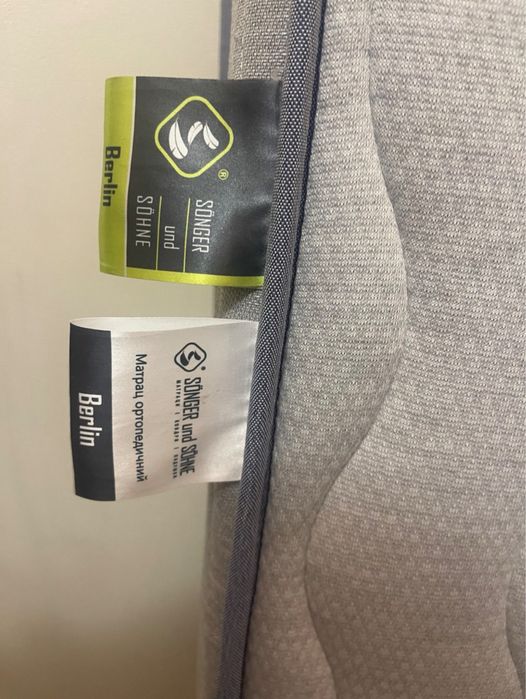 SÖNGER
und
SÖHNE
Berlin
SÖNGER und SÖHNE
Матрац ортопедичний
Berlin